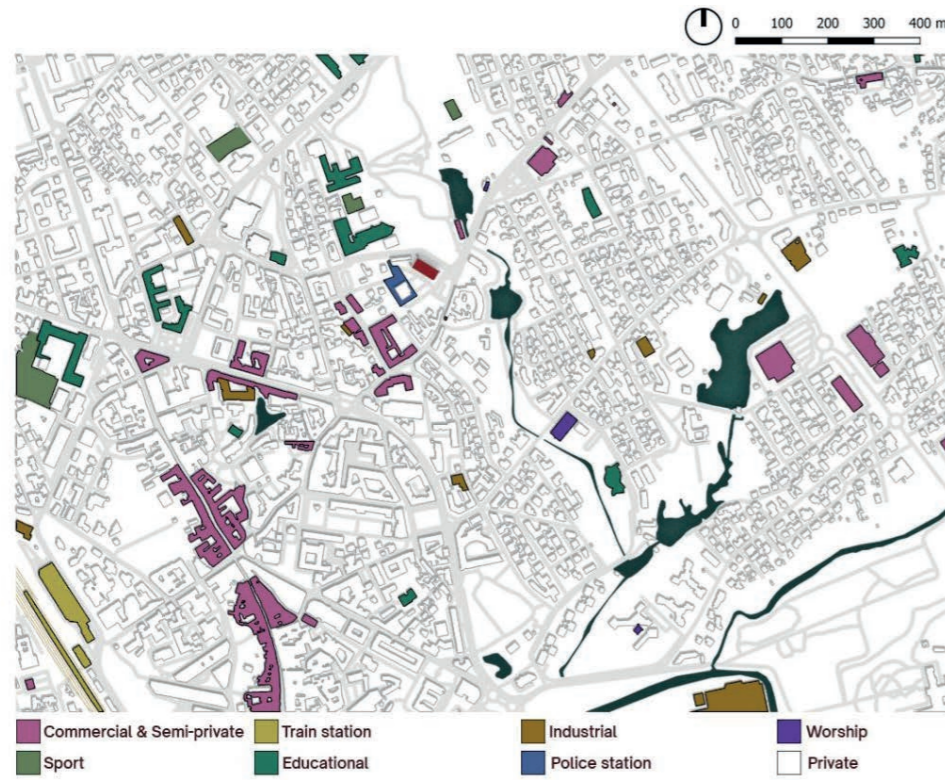 0 100 200 300 400 m
Commercial & Semi-private Train station Industrial Worship
Sport Educational Police station Private